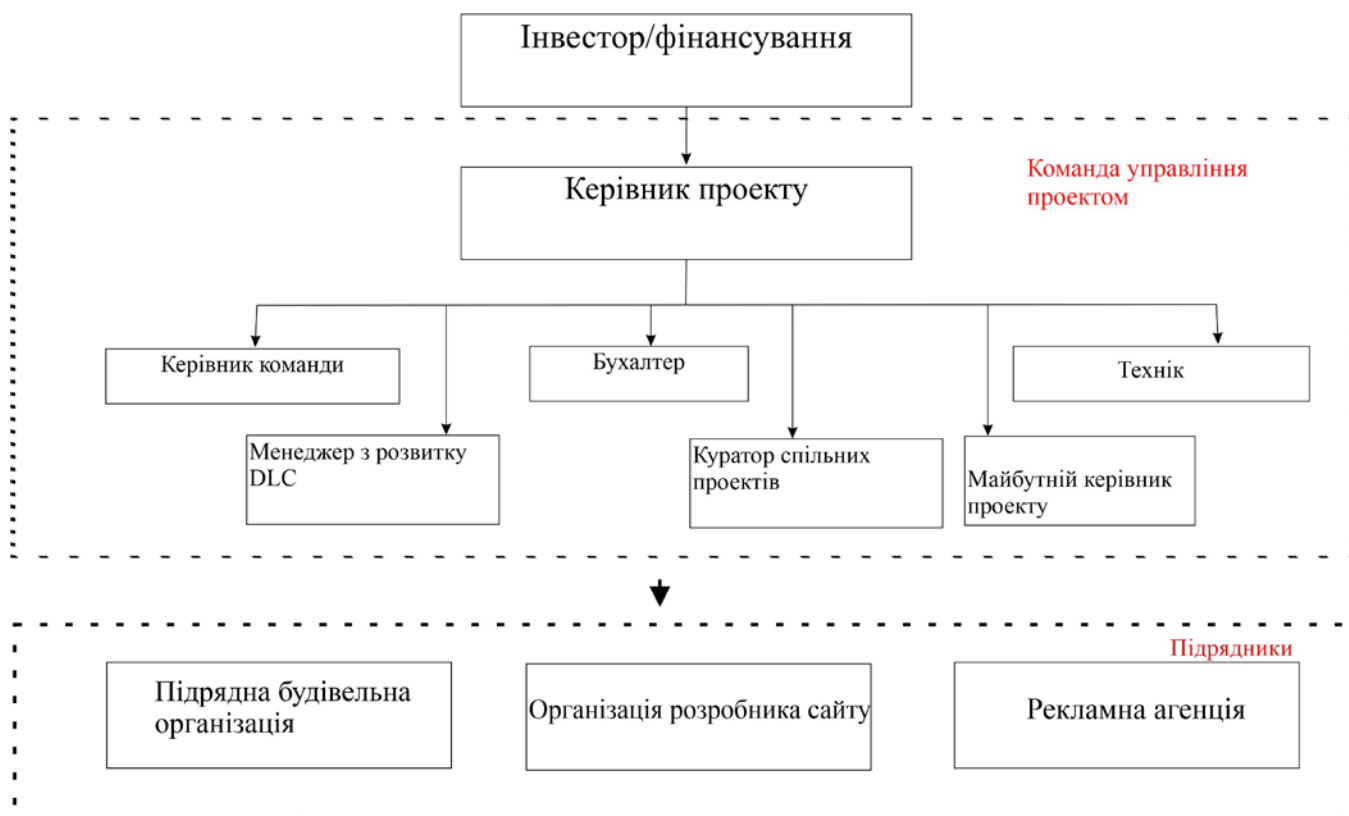 Інвестор/фінансування
Керівник проекту
Команда управління
проектом
Керівник команди
Бухалтер
Технік
Менеджер з розвитку
DLC
Куратор спільних
проектів
Майбутній керівник
проекту
Підрядники
Підрядна будівельна
організація
Організація розробника сайту
Рекламна агенція